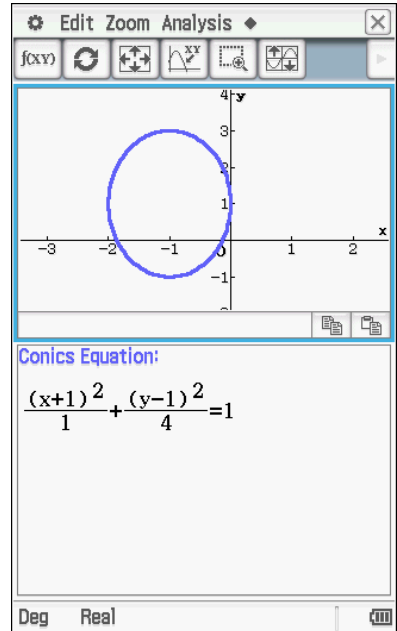 Edit Zoom Analysis ◆
f(XY) XY
4 y
3
2
1
x
-3 -2 -1 O 1 2
-1
Conics Equation:
(x+1)²/1+(y-1)²/4=1
Deg Real